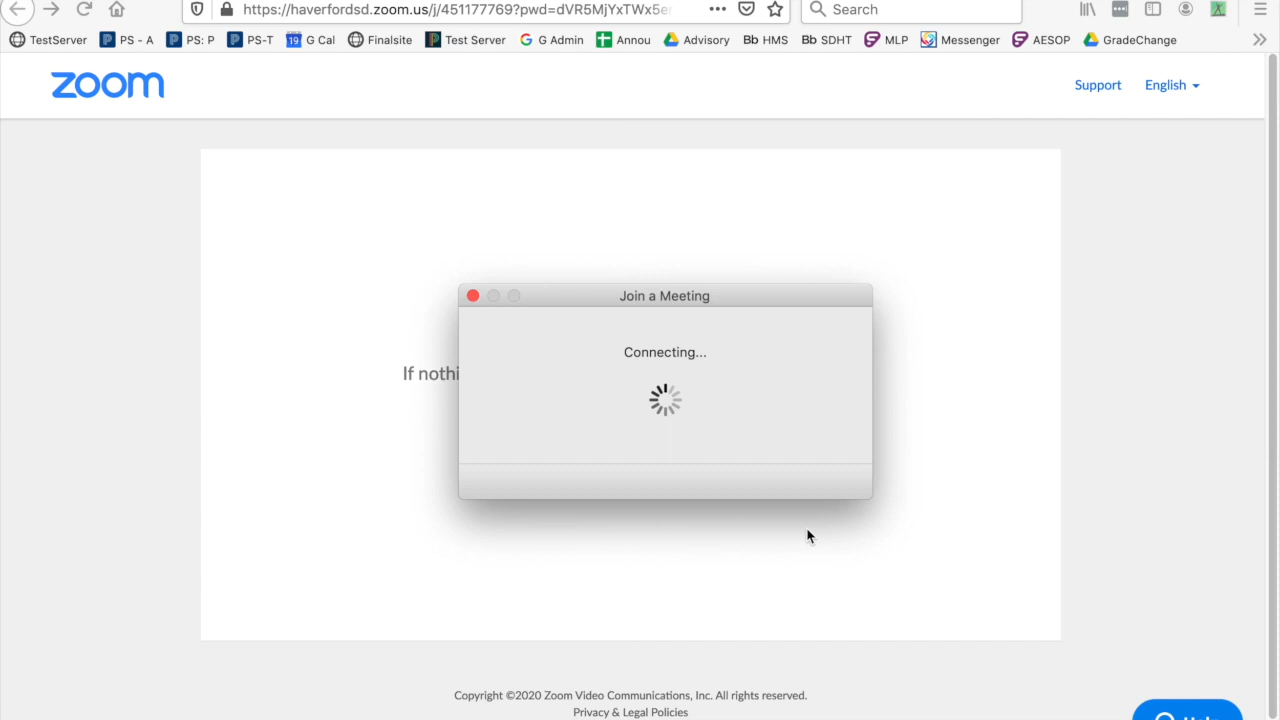 https://haverfordsd.zoom.us/j/451177769?pwd=dVR5MjYxTWx5e
Search
TestServer PS - A PS: P PS-T 19 G Cal Finalsite Test Server G Admin Annou Advisory Bb HMS Bb SDHT MLP Messenger AESOP GradeChange
zoom
Support English
Join a Meeting
Connecting...
If nothi
Copyright ©2020 Zoom Video Communications, Inc. All rights reserved.
Privacy & Legal Policies
Help